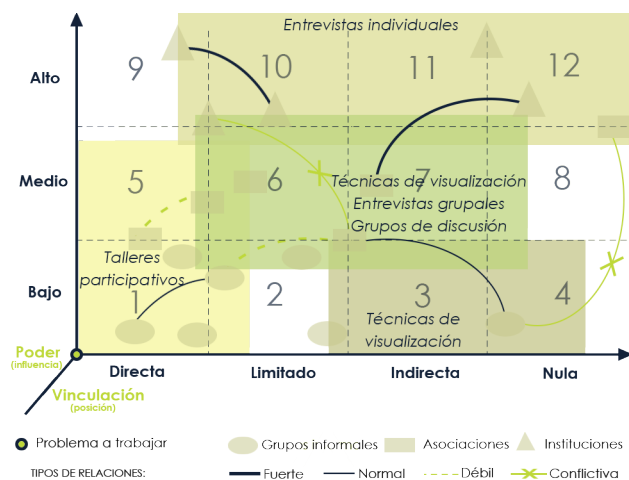 Entrevistas individuales
Alto
9
10
11
12
Medio
5
6
7
8
Técnicas de visualización
Entrevistas grupales
Grupos de discusión
Talleres
participativos
Bajo
1
2
3
4
Técnicas de
visualización
Poder
(influencia)
Directa
Limitado
Indirecta
Nula
Vinculación
(posición)
Problema a trabajar
Grupos informales
Asociaciones
Instituciones
TIPOS DE RELACIONES:
Fuerte
Normal
Débil
Conflictiva